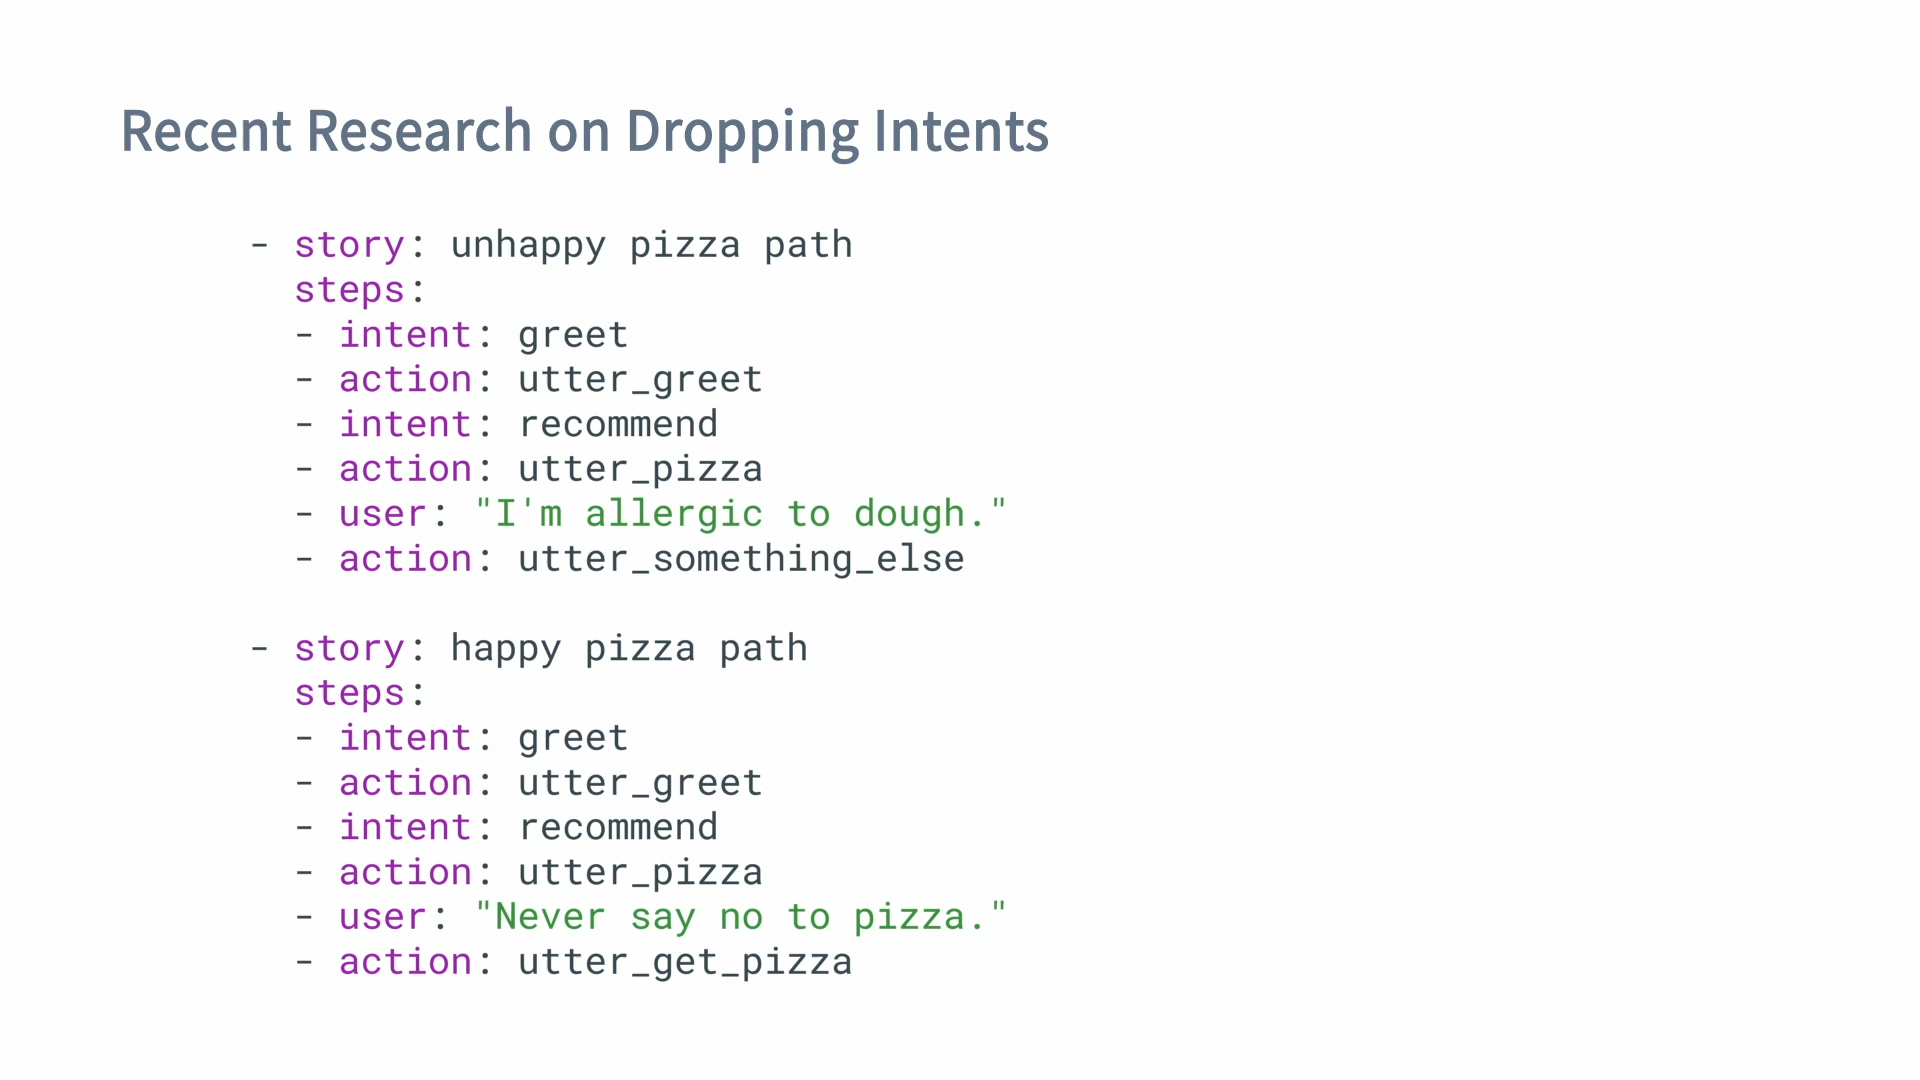 Recent Research on Dropping Intents
- story: unhappy pizza path
steps:
- intent: greet
- action: utter_greet
- intent: recommend
- action: utter_pizza
- user: "I'm allergic to dough."
- action: utter_something_else
- story: happy pizza path
steps:
- intent: greet
- action: utter_greet
- intent: recommend
- action: utter_pizza
- user: "Never say no to pizza."
- action: utter_get_pizza